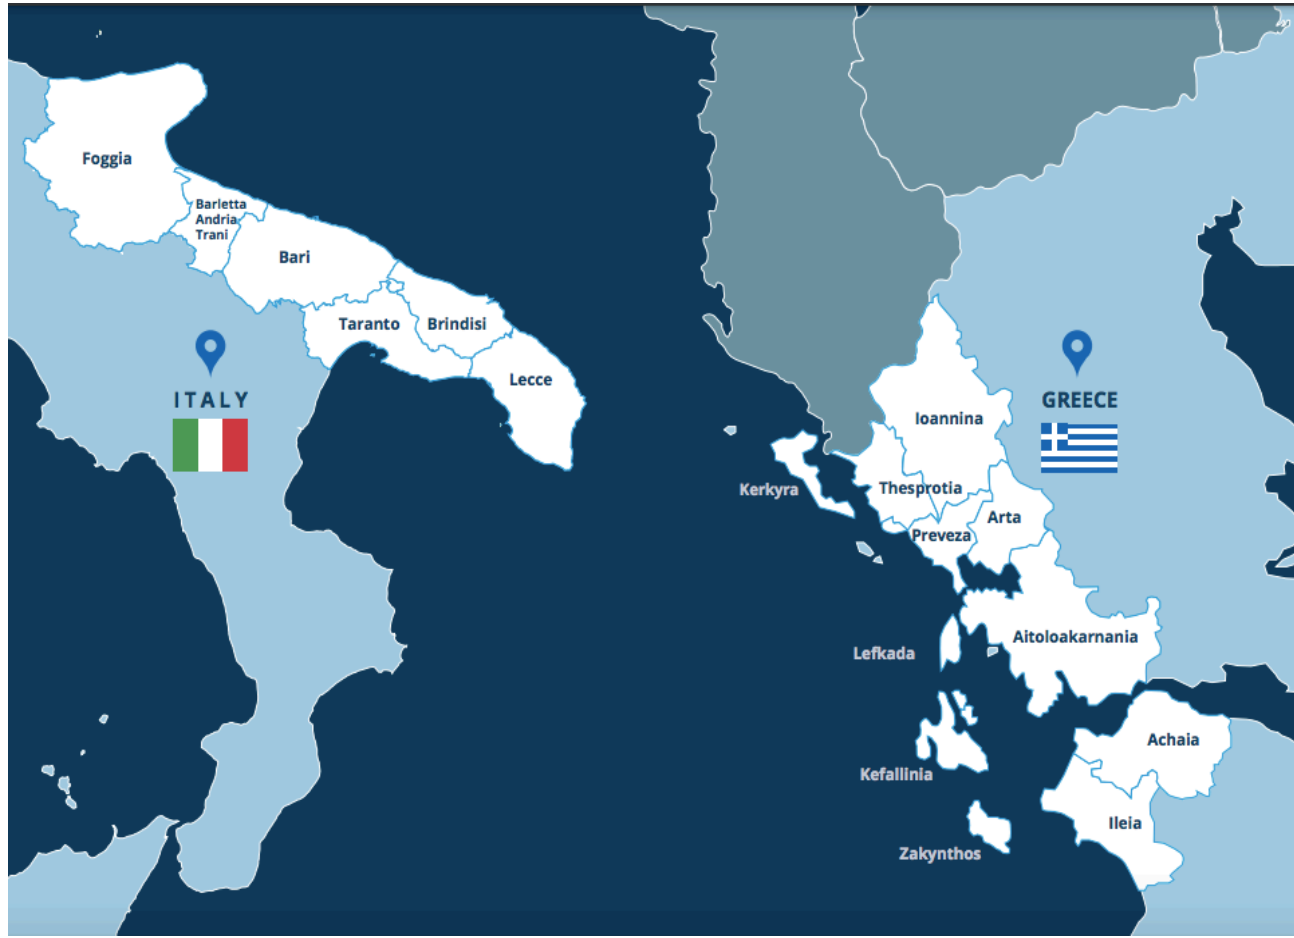 Foggia
Barletta
Andria
Trani
Bari
Taranto
Brindisi
Lecce
ITALY
GREECE
Ioannina
Kerkyra
Thesprotia
Arta
Preveza
Aitoloakarnania
Lefkada
Achaia
Kefallinia
Ileia
Zakynthos